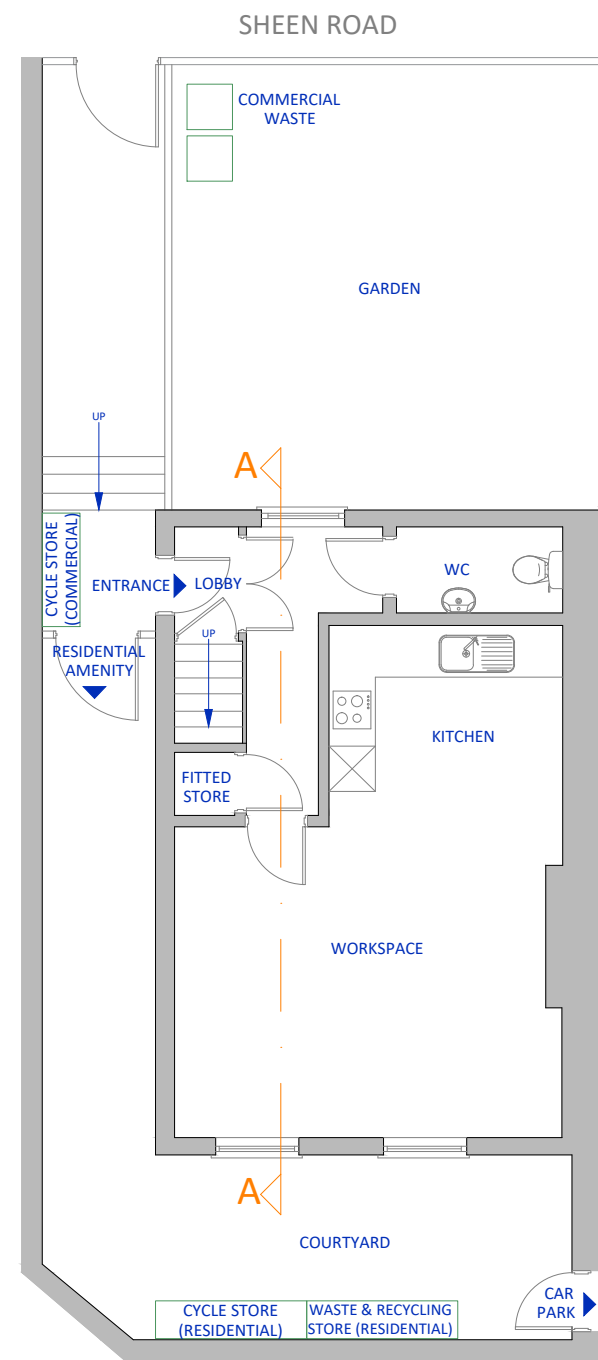 SHEEN ROAD
COMMERCIAL
WASTE
GARDEN
UP
A
CYCLE STORE
(COMMERCIAL)
ENTRANCE
LOBBY
WC
RESIDENTIAL
AMENITY
UP
KITCHEN
FITTED
STORE
WORKSPACE
A
COURTYARD
CAR
PARK
CYCLE STORE
(RESIDENTIAL)
WASTE & RECYCLING
STORE (RESIDENTIAL)